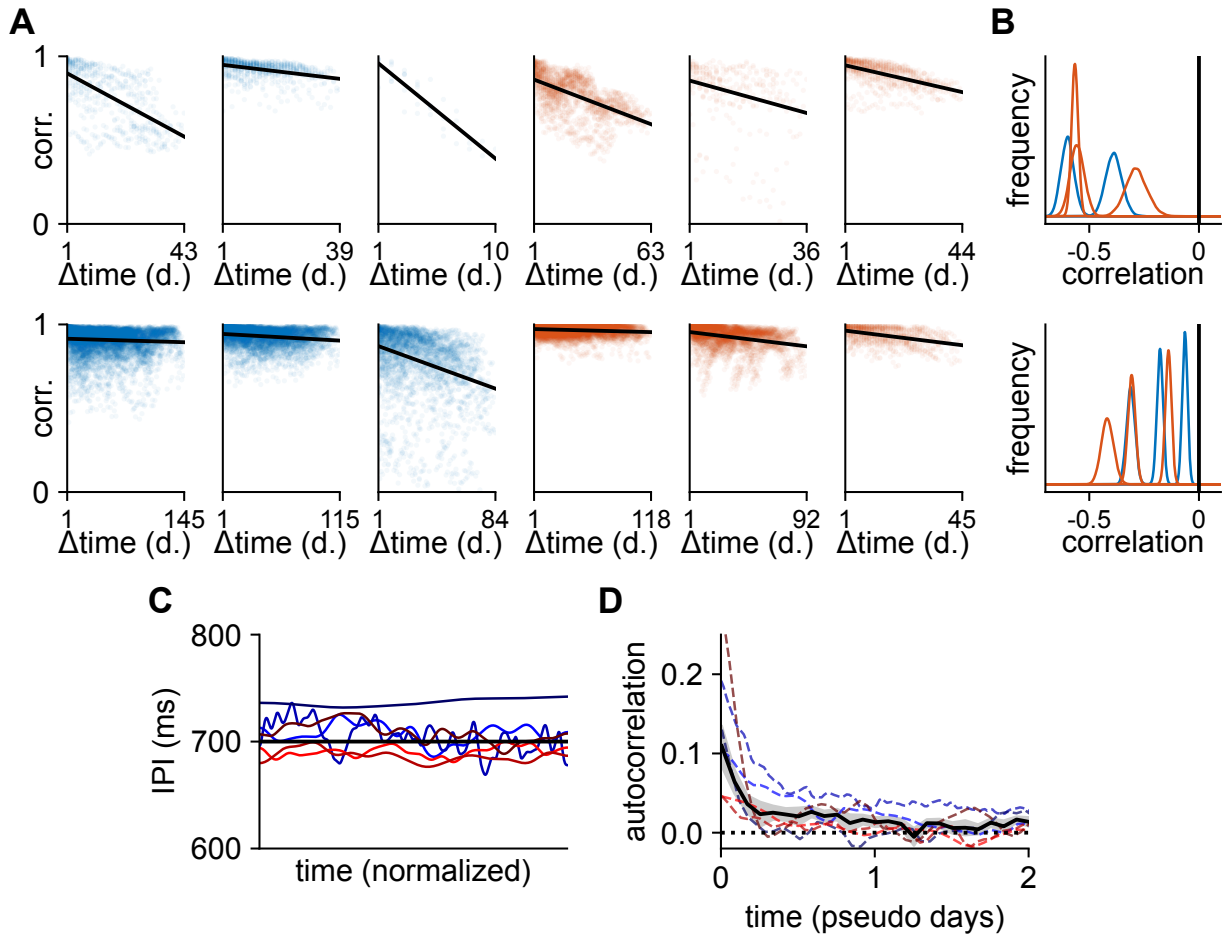 A
B
corr.
1
0
1 43
1 39
1 10
1 63
1 36
1 44
Δtime (d.)
Δtime (d.)
Δtime (d.)
Δtime (d.)
Δtime (d.)
Δtime (d.)
frequency
-0.5 0
correlation
corr.
1
0
1 145
1 115
1 84
1 118
1 92
1 45
Δtime (d.)
Δtime (d.)
Δtime (d.)
Δtime (d.)
Δtime (d.)
Δtime (d.)
frequency
-0.5 0
correlation
C
IPI (ms)
800
700
600
time (normalized)
D
autocorrelation
0.2
0.1
0.0
0 1 2
time (pseudo days)